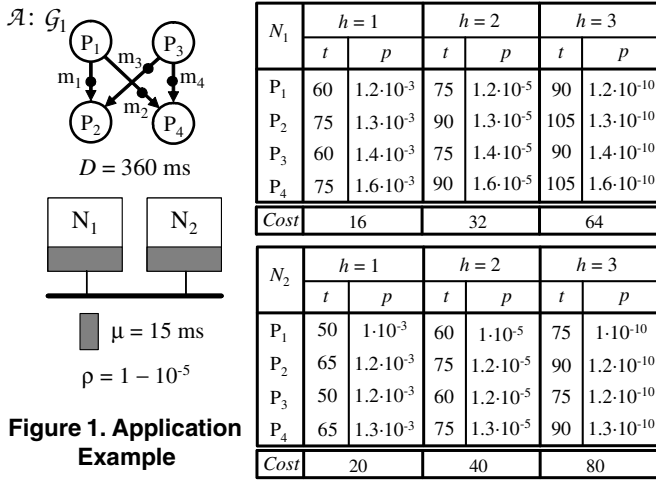 𝒜: 𝒢1
P1 P3
m3
m1 m4
m2
P2 P4
D = 360 ms
N1 N2
μ = 15 ms
ρ = 1 − 10^-5
Figure 1. Application
Example
N1 h = 1 h = 2 h = 3
t p t p t p
P1 60 1.2·10^-3 75 1.2·10^-5 90 1.2·10^-10
P2 75 1.3·10^-3 90 1.3·10^-5 105 1.3·10^-10
P3 60 1.4·10^-3 75 1.4·10^-5 90 1.4·10^-10
P4 75 1.6·10^-3 90 1.6·10^-5 105 1.6·10^-10
Cost 16 32 64
N2 h = 1 h = 2 h = 3
t p t p t p
P1 50 1·10^-3 60 1·10^-5 75 1·10^-10
P2 65 1.2·10^-3 75 1.2·10^-5 90 1.2·10^-10
P3 50 1.2·10^-3 60 1.2·10^-5 75 1.2·10^-10
P4 65 1.3·10^-3 75 1.3·10^-5 90 1.3·10^-10
Cost 20 40 80